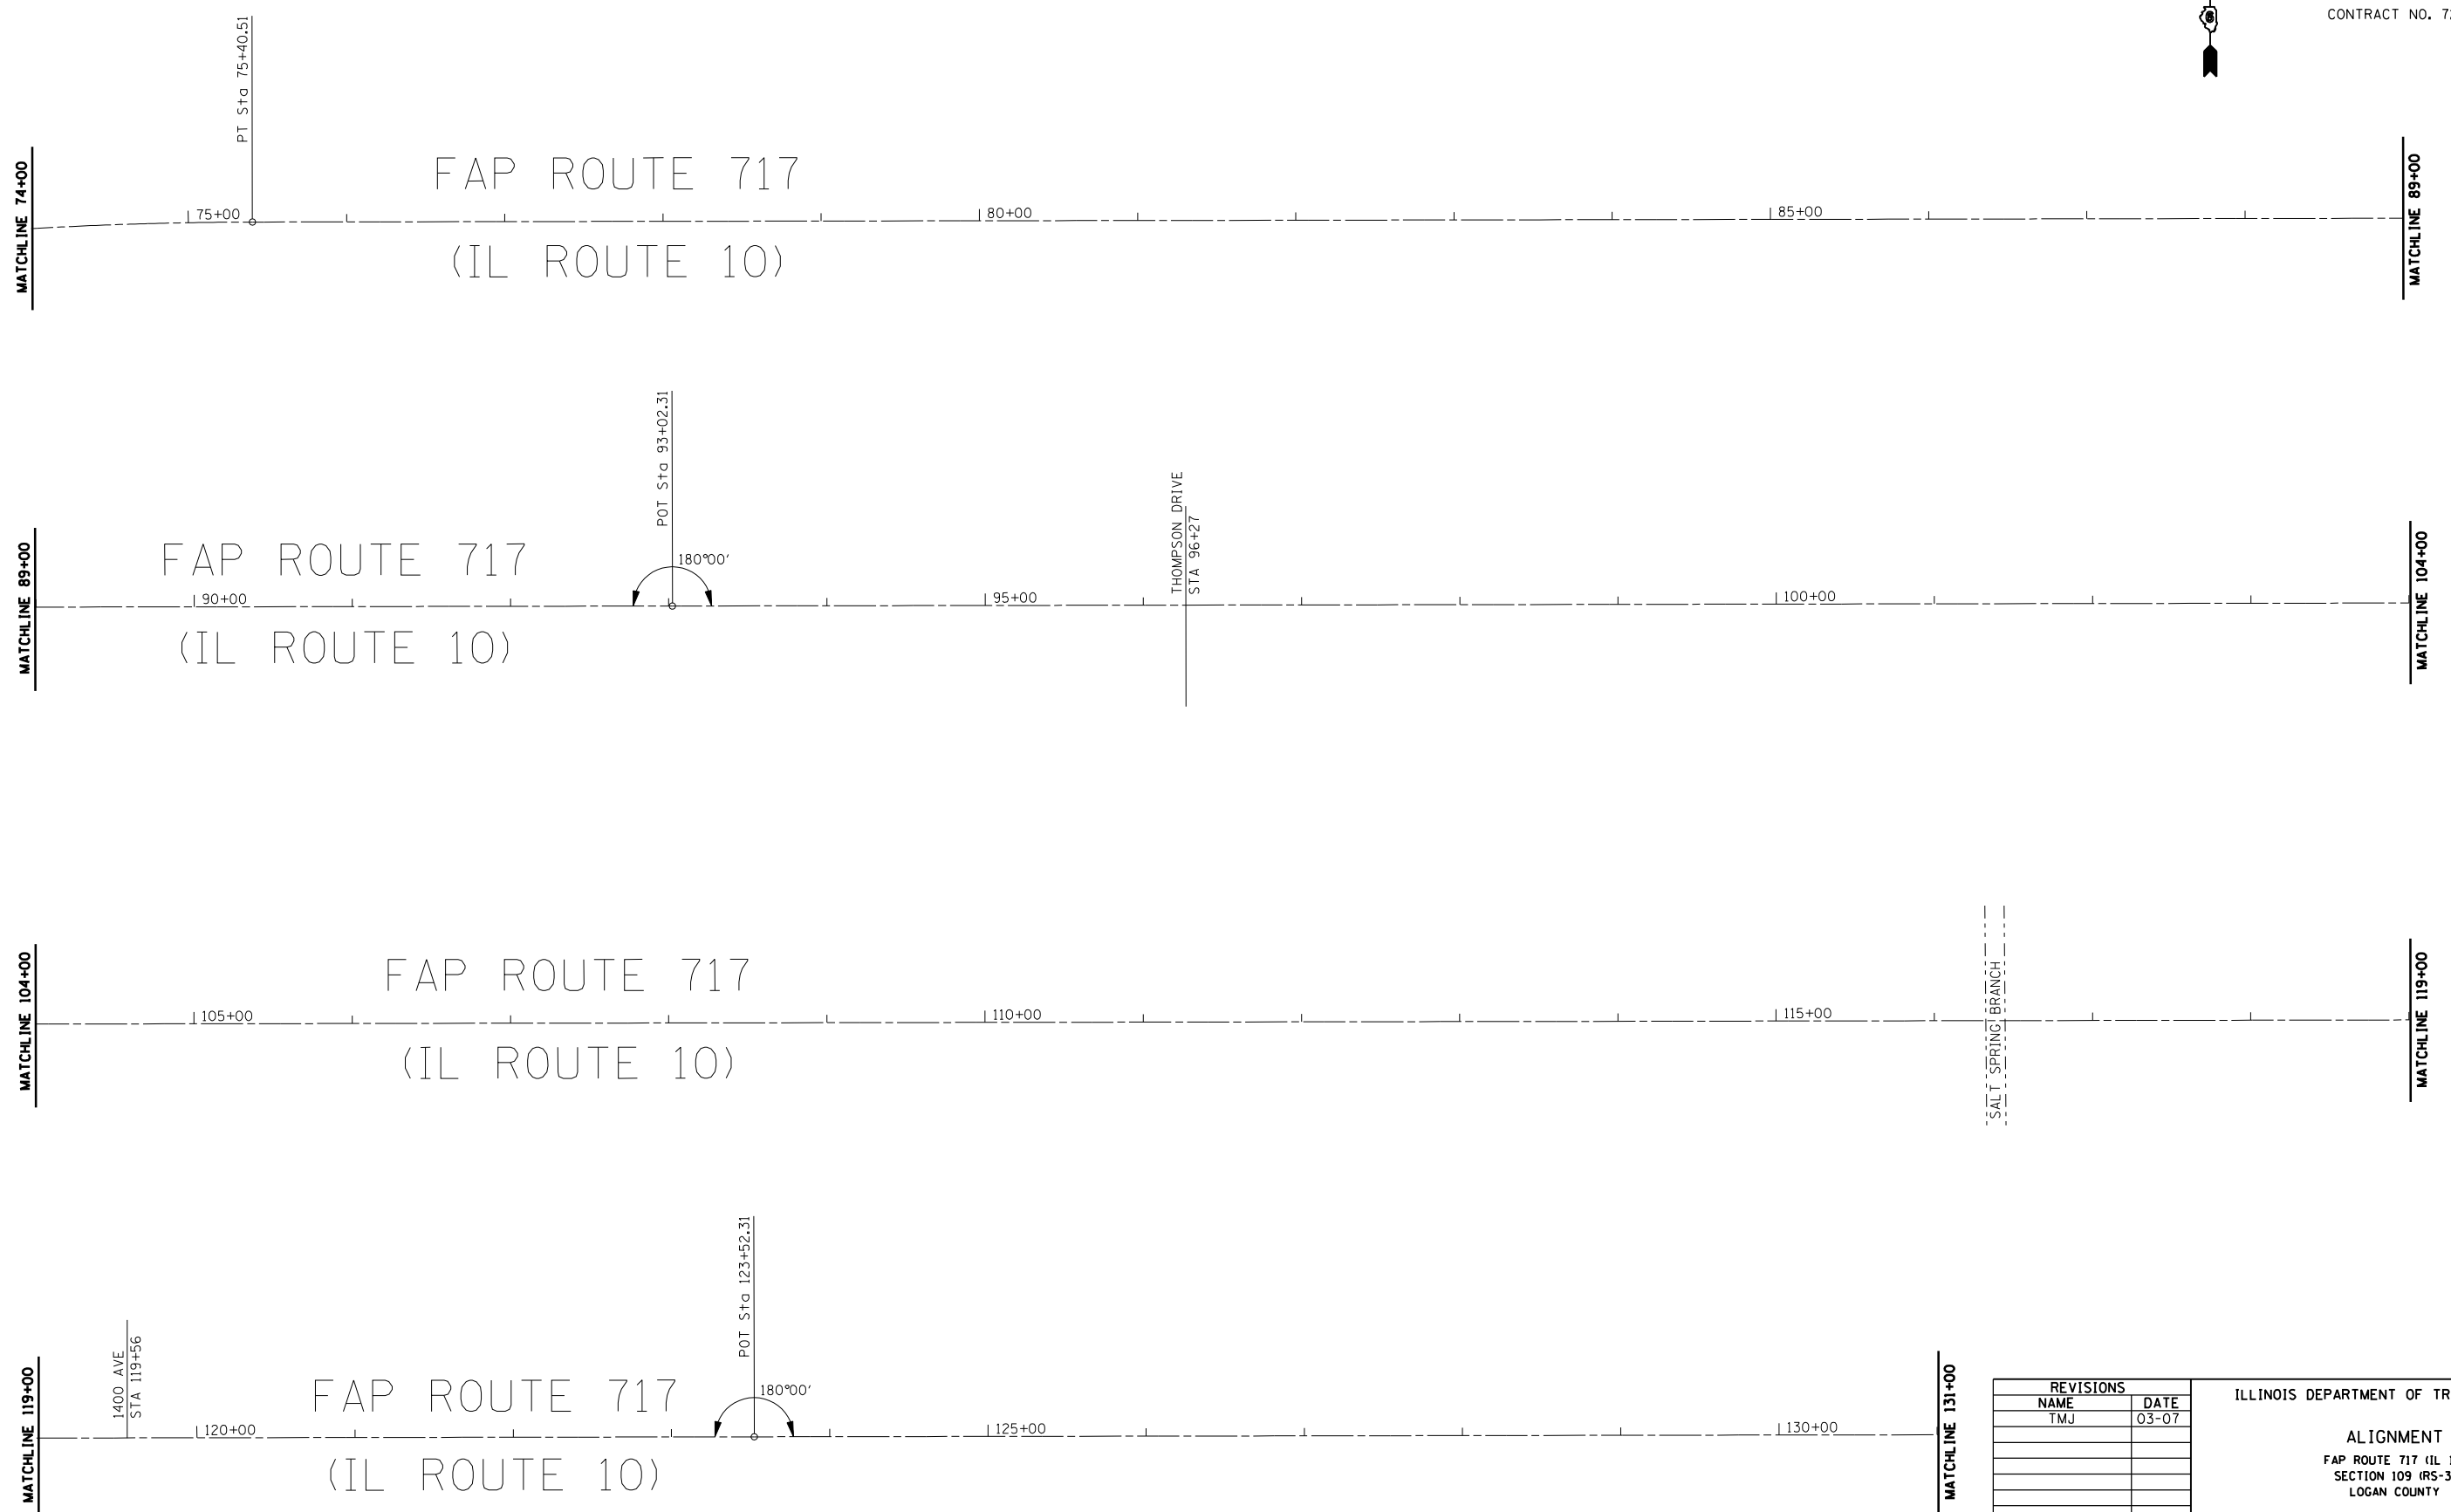 CONTRACT NO.
PT Sta 75+40.51
MATCHLINE 74+00
FAP ROUTE 717
75+00
80+00
85+00
(IL ROUTE 10)
MATCHLINE 89+00
POT Sta 93+02.31
THOMPSON DRIVE
STA 96+27
MATCHLINE 89+00
FAP ROUTE 717
180°00'
90+00
95+00
100+00
(IL ROUTE 10)
MATCHLINE 104+00
MATCHLINE 104+00
FAP ROUTE 717
105+00
110+00
115+00
(IL ROUTE 10)
SALT SPRING BRANCH
MATCHLINE 119+00
POT Sta 123+52.31
MATCHLINE 119+00
1400 AVE
STA 119+56
FAP ROUTE 717
180°00'
120+00
125+00
130+00
(IL ROUTE 10)
MATCHLINE 131+00
REVISIONS
NAME DATE
TMJ 03-07
ILLINOIS DEPARTMENT OF TR
ALIGNMENT
FAP ROUTE 717 (IL
SECTION 109 (RS-3
LOGAN COUNTY